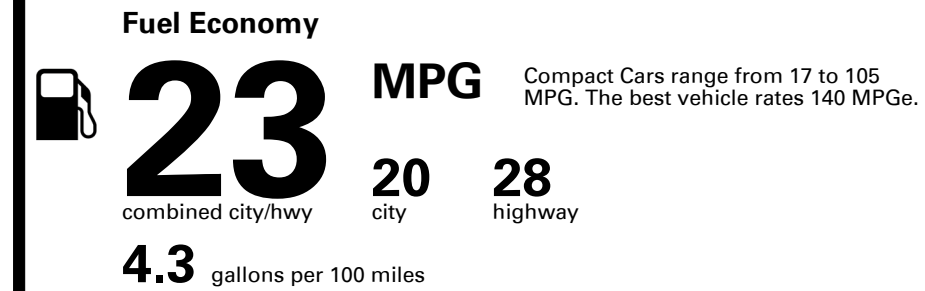 Fuel Economy
23 MPG
Compact Cars range from 17 to 105
MPG. The best vehicle rates 140 MPGe.
20 28
combined city/hwy city highway
4.3 gallons per 100 miles